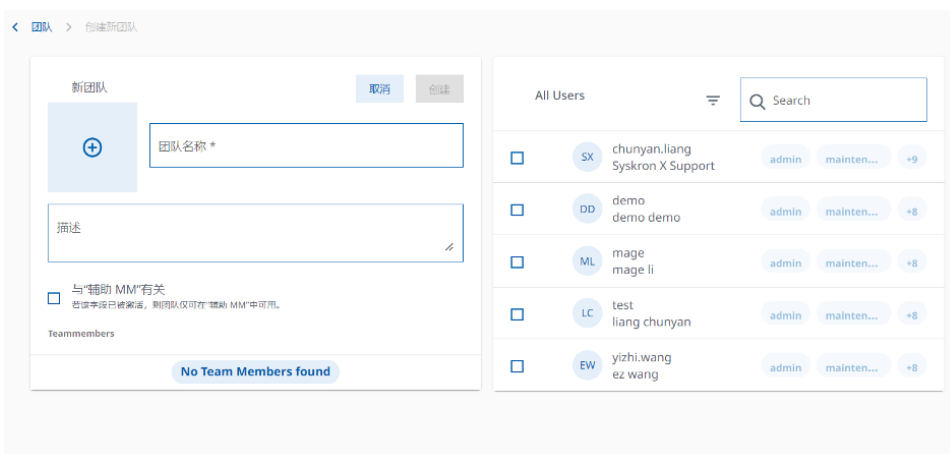 团队 > 创建新团队
新团队
取消
创建
团队名称 *
描述
与“辅助 MM”有关
若该字段已被激活，则团队仅可在“辅助 MM”中可用。
Teammembers
No Team Members found
All Users
Search
SX
chunyan.liang
Syskron X Support
admin
mainten...
+9
DD
demo
demo demo
admin
mainten...
+8
ML
mage
mage li
admin
mainten...
+8
LC
test
liang chunyan
admin
mainten...
+8
EW
yizhi.wang
ez wang
admin
mainten...
+8